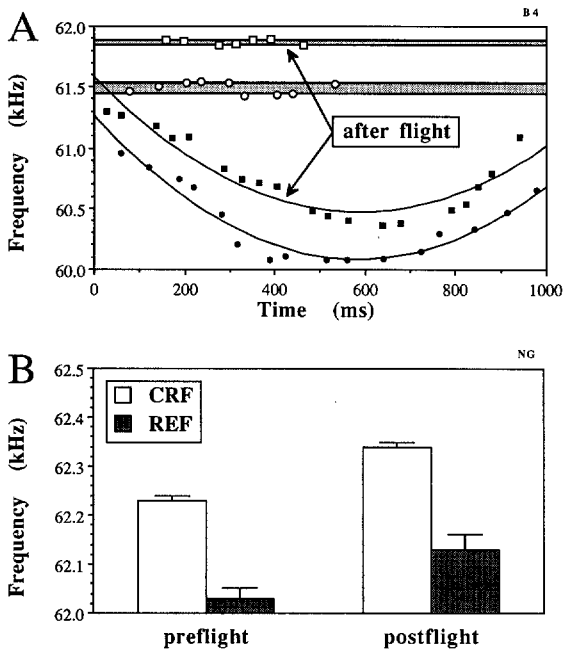 B 4
A
62.0
61.5
61.0
60.5
60.0
Frequency (kHz)
after flight
0
200
400
600
800
1000
Time (ms)
NG
B
62.5
62.4
62.3
62.2
62.1
62.0
Frequency (kHz)
CRF
REF
preflight
postflight